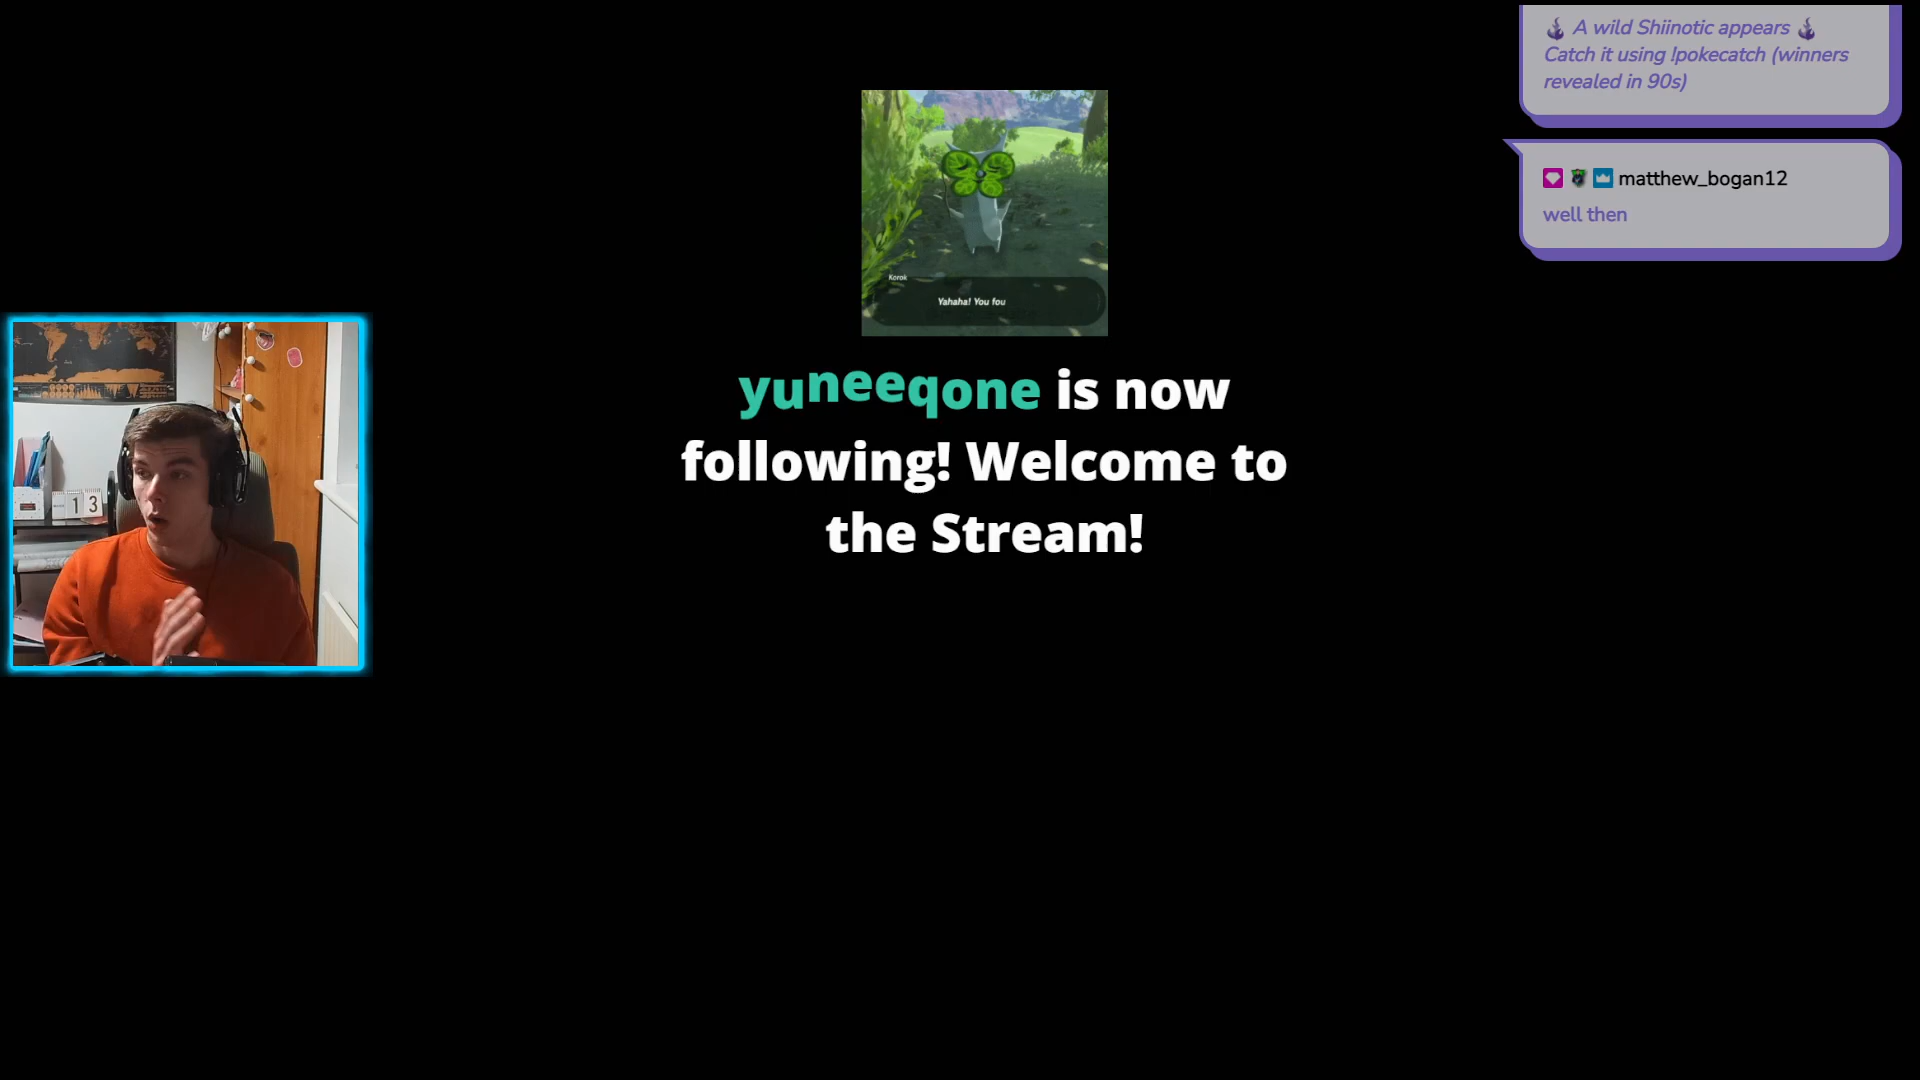 A wild Shiinotic appears
Catch it using !pokecatch (winners
revealed in 90s)
matthew_bogan12
well then
Korok
Yahaha! You fou
yuneeqone is now
following! Welcome to
the Stream!
13